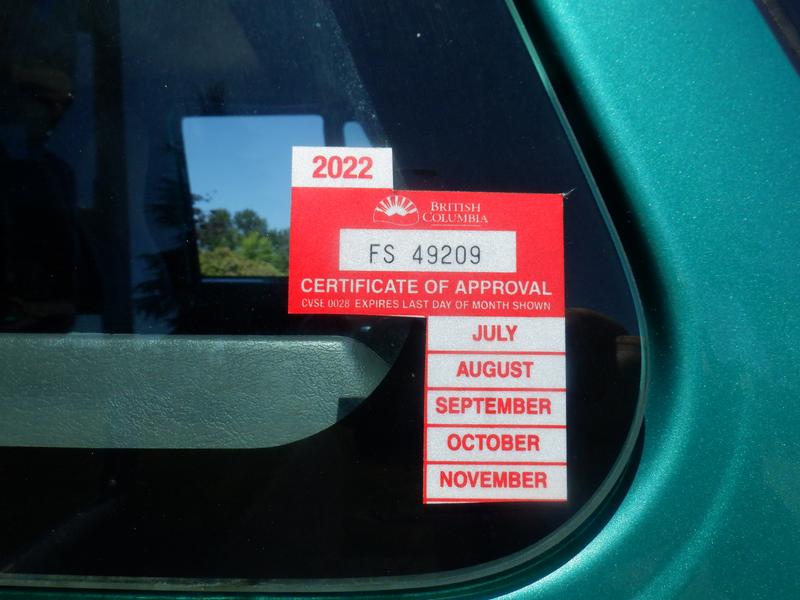 2022
BRITISH
COLUMBIA
FS 49209
CERTIFICATE OF APPROVAL
CVSE 0028 EXPIRES LAST DAY OF MONTH SHOWN
JULY
AUGUST
SEPTEMBER
OCTOBER
NOVEMBER